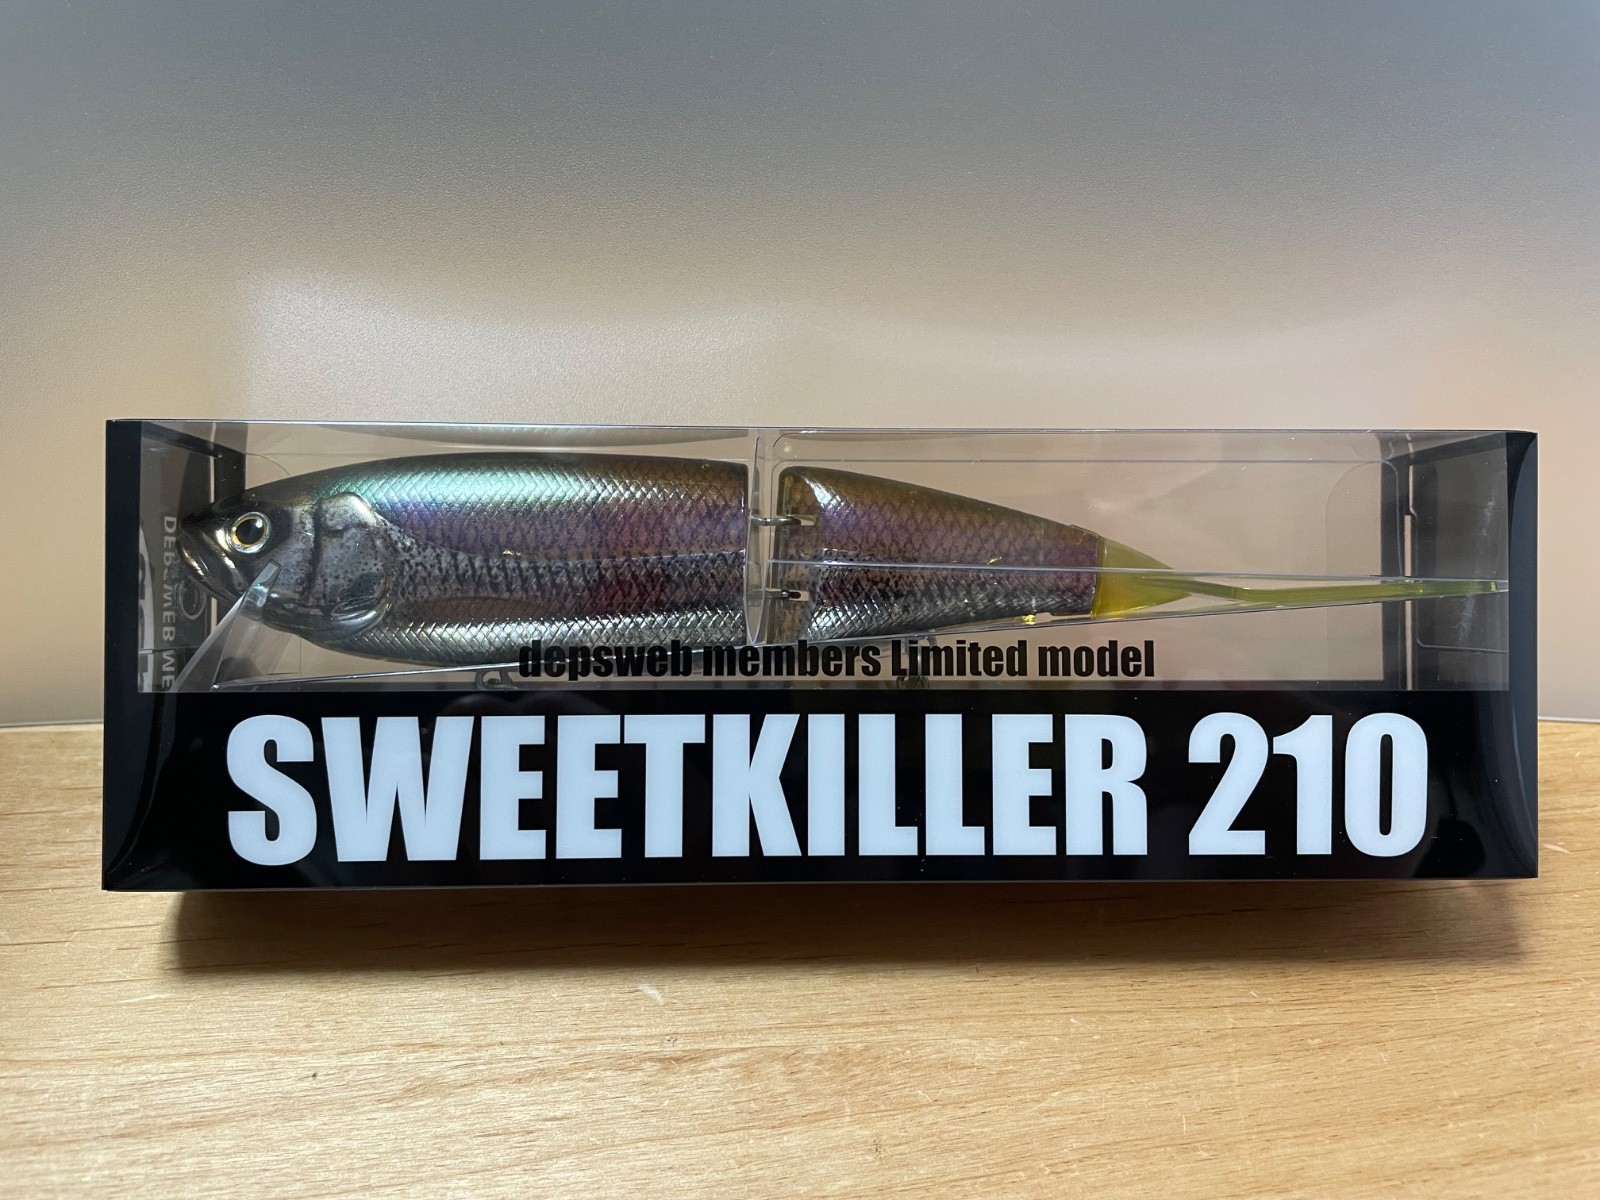 depsweb members Limited model
SWEETKILLER 210